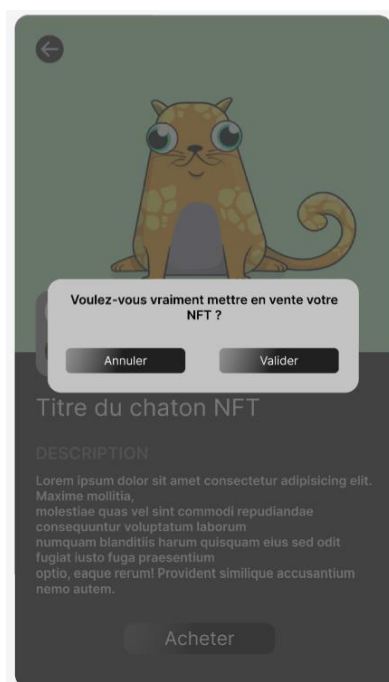 Voulez-vous vraiment mettre en vente votre
NFT ?
Annuler
Valider
Titre du chaton NFT
DESCRIPTION
Lorem ipsum dolor sit amet consectetur adipisicing elit.
Maxime mollitia,
molestiae quas vel sint commodi repudiandae
consequuntur voluptatum laborum
numquam blanditiis harum quisquam eius sed odit
fugiat iusto fuga praesentium
optio, eaque rerum! Provident similique accusantium
nemo autem.
Acheter